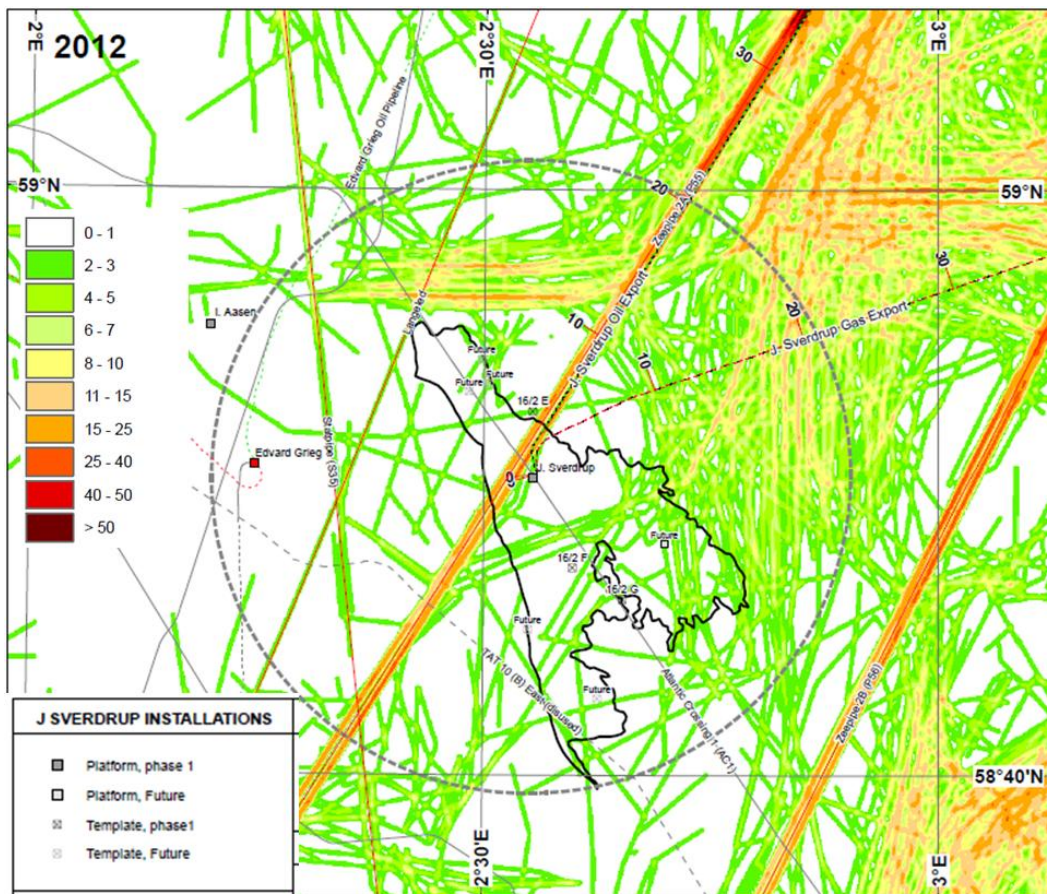 2°E
2012
2°30'E
3°E
30
Edvard Grieg Oil Pipeline
59°N
20
Zeepipe 2A (P55)
59°N
0 - 1
2 - 3
4 - 5
6 - 7
8 - 10
11 - 15
15 - 25
25 - 40
40 - 50
> 50
30
I. Aasen
Langeled
J. Sverdrup Oil Export
20
10
J. Sverdrup Gas Export
Future
Future
Future
10
16/2 E
Statpipe (S35)
Edvard Grieg
0
J. Sverdrup
Future
16/2 F
16/2 G
Future
TAT 10 (B) East (disused)
Atlantic Crossing 1 (AC1)
Future
Zeepipe 2B (P56)
J SVERDRUP INSTALLATIONS
Platform, phase 1
Platform, Future
Template, phase1
Template, Future
58°40'N
2°30'E
3°E